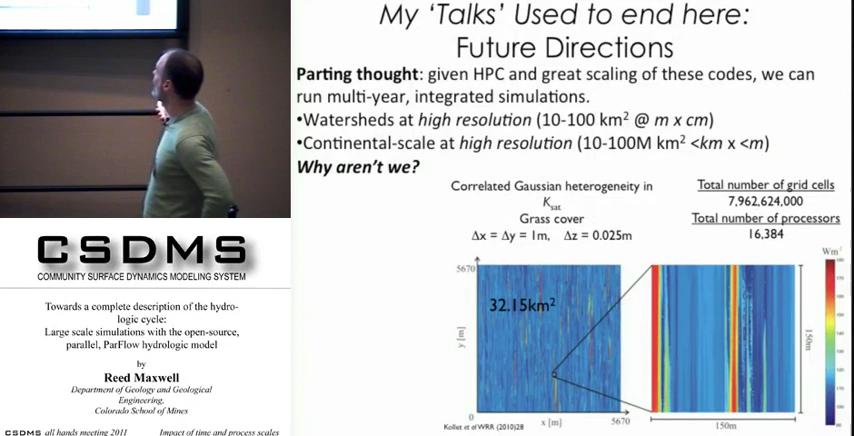 My ‘Talks’ Used to end here:
Future Directions
Parting thought: given HPC and great scaling of these codes, we can
run multi-year, integrated simulations.
•Watersheds at high resolution (10-100 km² @ m x cm)
•Continental-scale at high resolution (10-100M km² <km x <m)
Why aren’t we?
Correlated Gaussian heterogeneity in
Ksat
Grass cover
Δx = Δy = 1m, Δz = 0.025m
Total number of grid cells
7,962,624,000
Total number of processors
16,384
Wm²
5670
32.15km²
y [m]
0
x [m]
5670
150m
150m
Kollet et al WRR (2010)28
CSDMS
COMMUNITY SURFACE DYNAMICS MODELING SYSTEM
Towards a complete description of the hydro-
logic cycle:
Large scale simulations with the open-source,
parallel, ParFlow hydrologic model
by
Reed Maxwell
Department of Geology and Geological
Engineering,
Colorado School of Mines
CSDMS all hands meeting 2011
Impact of time and process scales